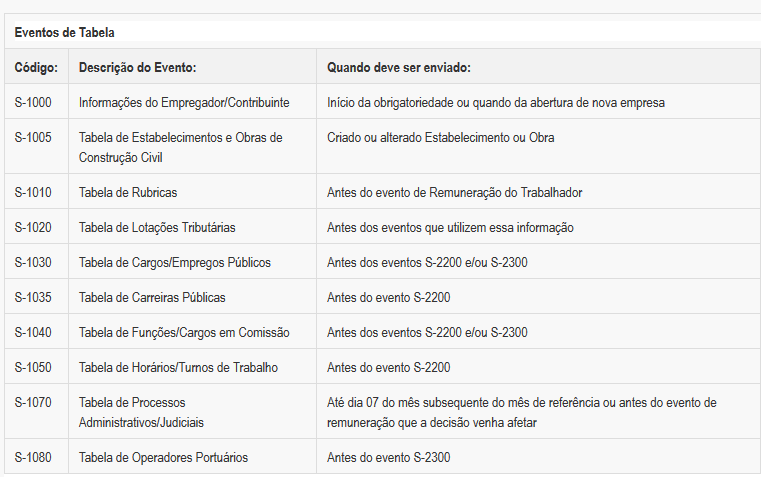 Eventos de Tabela
Código: Descrição do Evento: Quando deve ser enviado:
S-1000 Informações do Empregador/Contribuinte Início da obrigatoriedade ou quando da abertura de nova empresa
S-1005 Tabela de Estabelecimentos e Obras de Criado ou alterado Estabelecimento ou Obra
Construção Civil
S-1010 Tabela de Rubricas Antes do evento de Remuneração do Trabalhador
S-1020 Tabela de Lotações Tributárias Antes dos eventos que utilizem essa informação
S-1030 Tabela de Cargos/Empregos Públicos Antes dos eventos S-2200 e/ou S-2300
S-1035 Tabela de Carreiras Públicas Antes do evento S-2200
S-1040 Tabela de Funções/Cargos em Comissão Antes dos eventos S-2200 e/ou S-2300
S-1050 Tabela de Horários/Turnos de Trabalho Antes do evento S-2200
S-1070 Tabela de Processos Até dia 07 do mês subsequente do mês de referência ou antes do evento de
Administrativos/Judiciais remuneração que a decisão venha afetar
S-1080 Tabela de Operadores Portuários Antes do evento S-2300